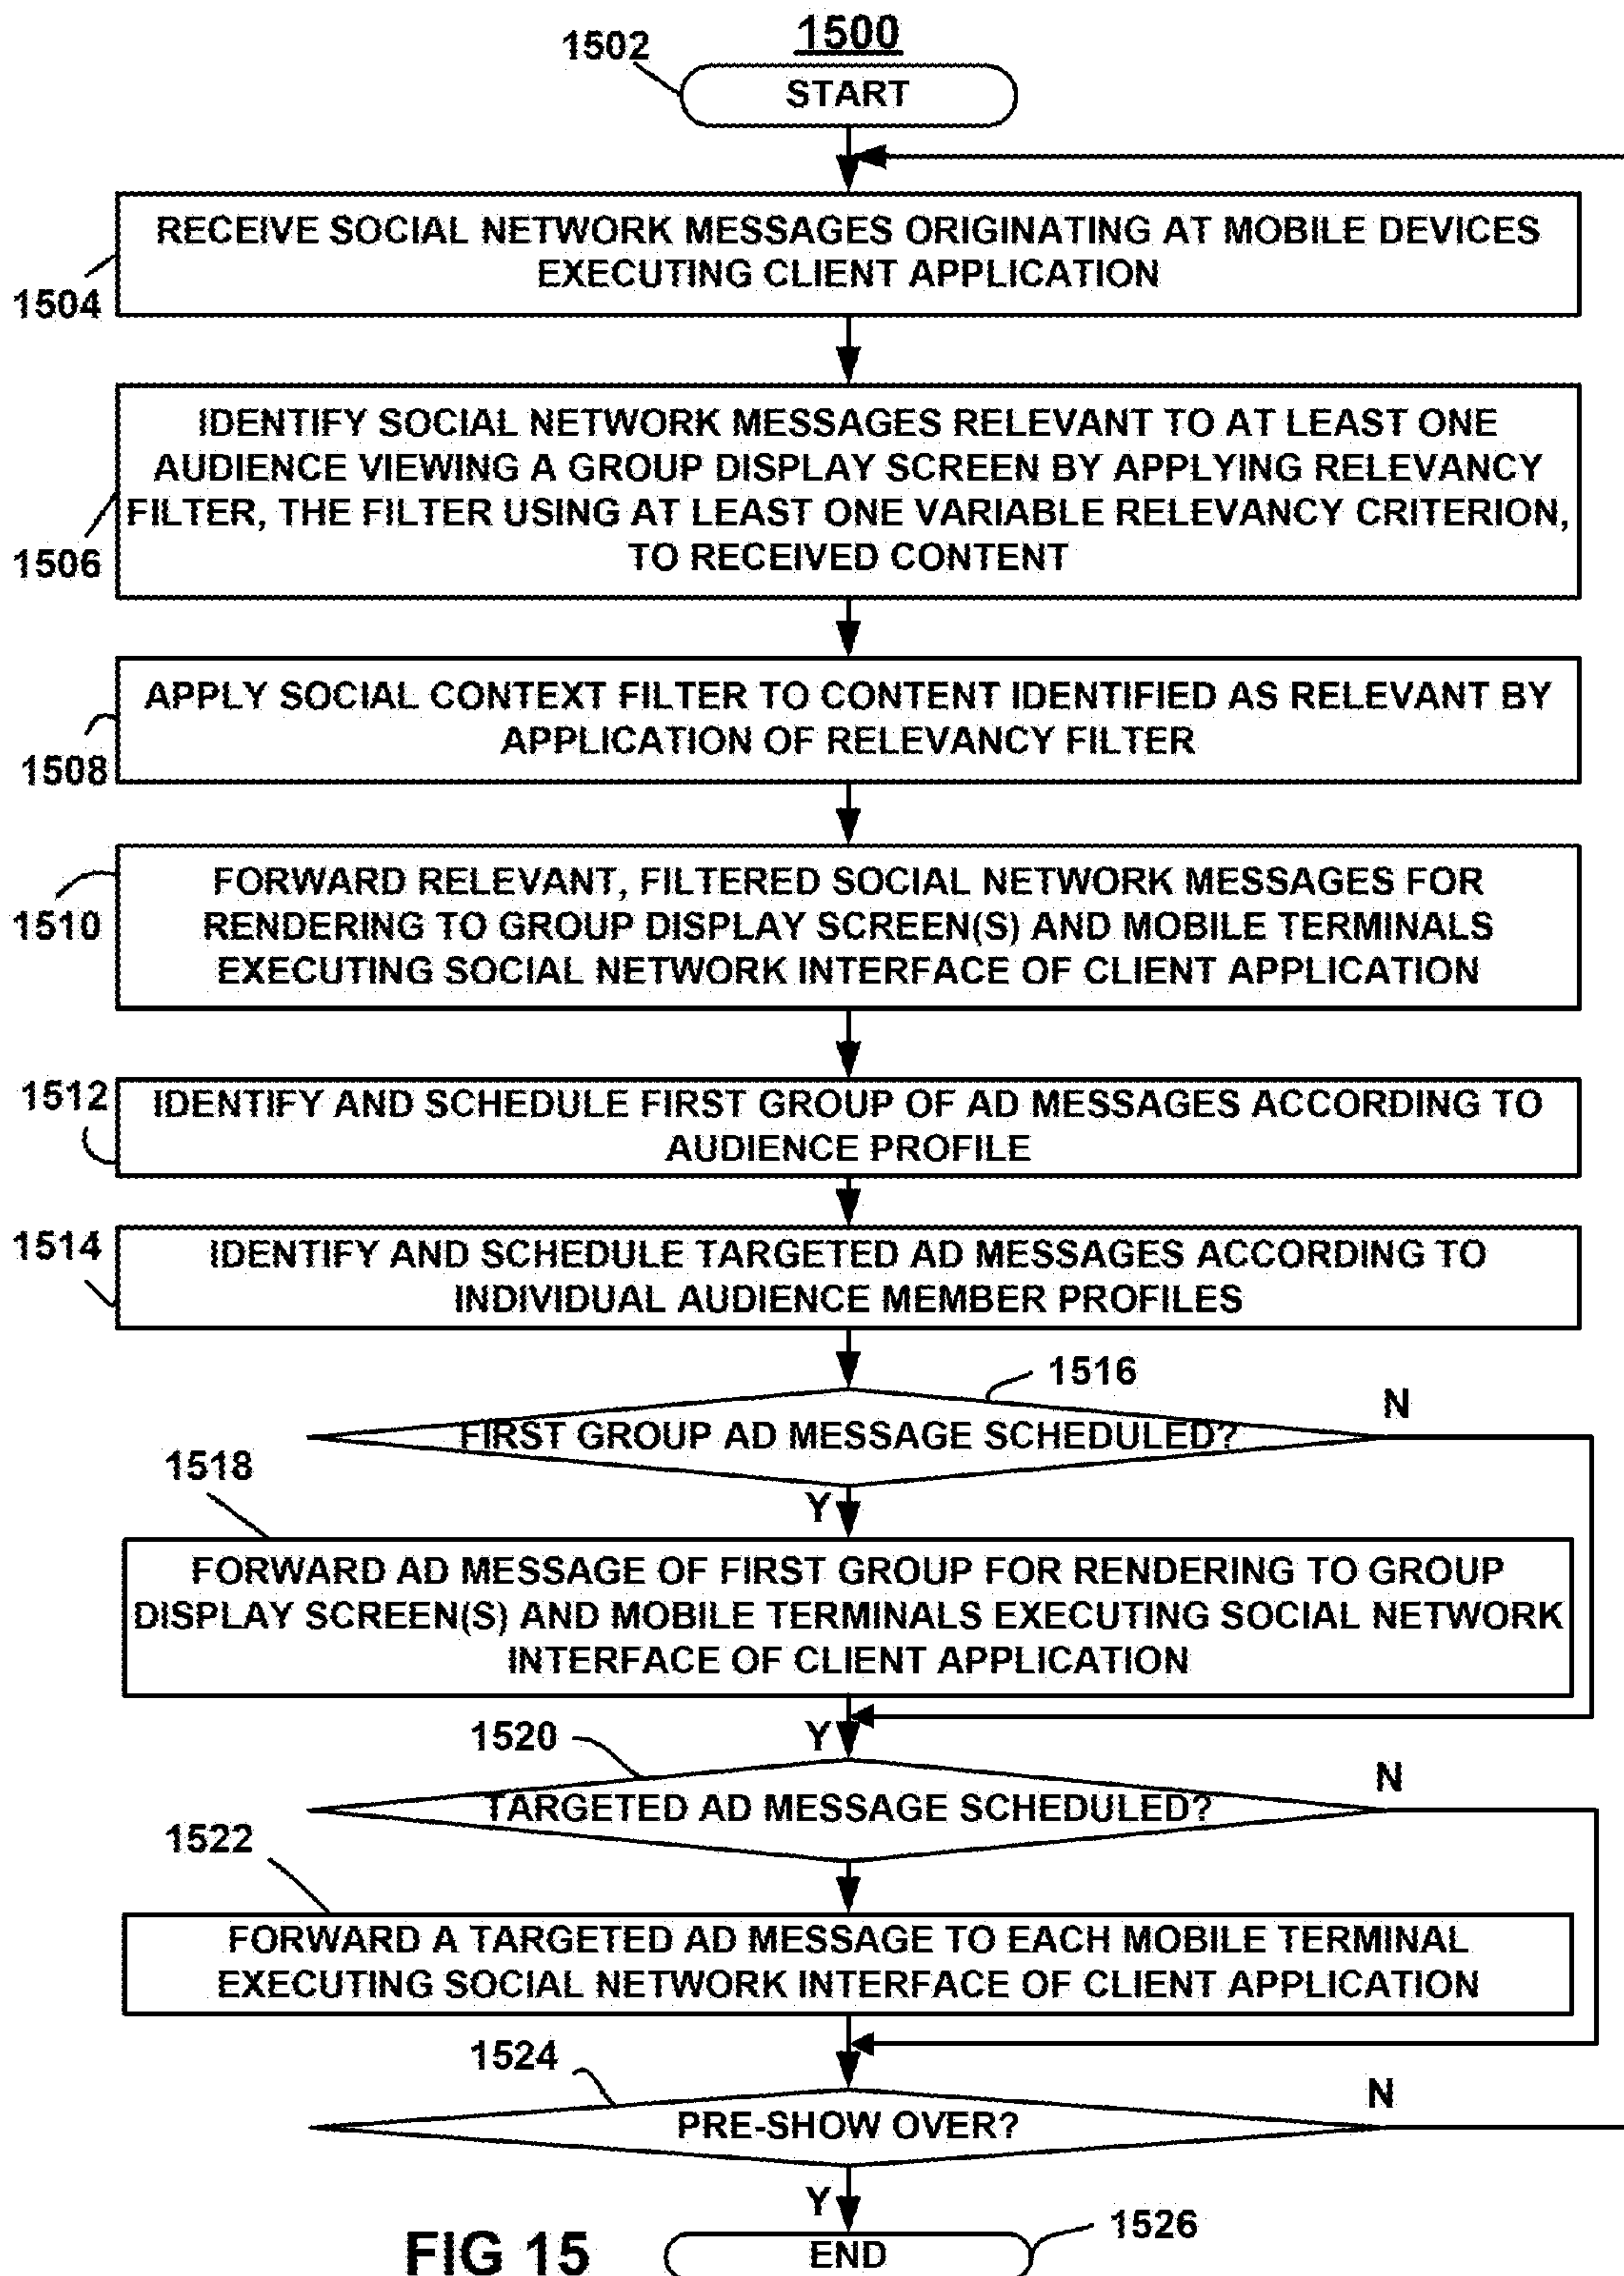 1500
1502
START
RECEIVE SOCIAL NETWORK MESSAGES ORIGINATING AT MOBILE DEVICES
EXECUTING CLIENT APPLICATION
1504
IDENTIFY SOCIAL NETWORK MESSAGES RELEVANT TO AT LEAST ONE
AUDIENCE VIEWING A GROUP DISPLAY SCREEN BY APPLYING RELEVANCY
FILTER, THE FILTER USING AT LEAST ONE VARIABLE RELEVANCY CRITERION,
TO RECEIVED CONTENT
1506
APPLY SOCIAL CONTEXT FILTER TO CONTENT IDENTIFIED AS RELEVANT BY
APPLICATION OF RELEVANCY FILTER
1508
FORWARD RELEVANT, FILTERED SOCIAL NETWORK MESSAGES FOR
RENDERING TO GROUP DISPLAY SCREEN(S) AND MOBILE TERMINALS
EXECUTING SOCIAL NETWORK INTERFACE OF CLIENT APPLICATION
1510
1512
IDENTIFY AND SCHEDULE FIRST GROUP OF AD MESSAGES ACCORDING TO
AUDIENCE PROFILE
1514
IDENTIFY AND SCHEDULE TARGETED AD MESSAGES ACCORDING TO
INDIVIDUAL AUDIENCE MEMBER PROFILES
1516
N
FIRST GROUP AD MESSAGE SCHEDULED?
1518
Y
FORWARD AD MESSAGE OF FIRST GROUP FOR RENDERING TO GROUP
DISPLAY SCREEN(S) AND MOBILE TERMINALS EXECUTING SOCIAL NETWORK
INTERFACE OF CLIENT APPLICATION
1520
Y
N
TARGETED AD MESSAGE SCHEDULED?
1522
FORWARD A TARGETED AD MESSAGE TO EACH MOBILE TERMINAL
EXECUTING SOCIAL NETWORK INTERFACE OF CLIENT APPLICATION
1524
N
PRE-SHOW OVER?
Y
1526
FIG 15
END